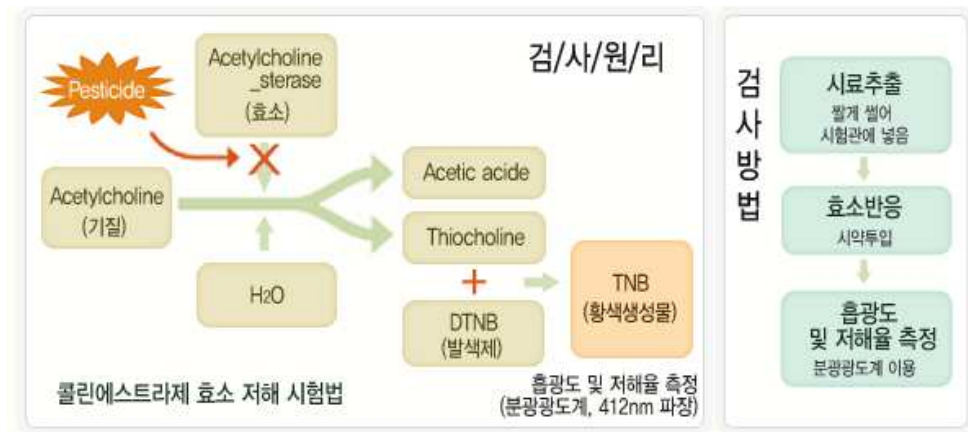 검/사/원/리
Pesticide
Acetylcholine
_sterase
(효소)
Acetylcholine
(기질)
H2O
Acetic acide
Thiocholine
+
DTNB
(발색제)
TNB
(황색생성물)
콜린에스트라제 효소 저해 시험법
흡광도 및 저해율 측정
(분광광도계, 412nm 파장)
검사방법
시료추출
짤게 썰어
시험관에 넣음
효소반응
시약투입
흡광도
및 저해율 측정
분광광도계 이용